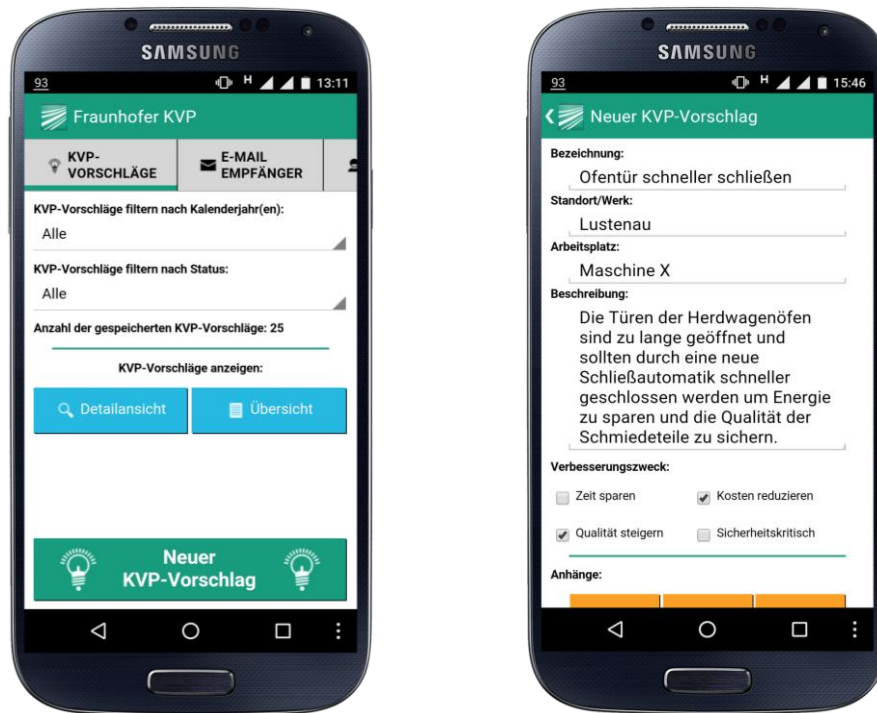 SAMSUNG
93 H 13:11
Fraunhofer KVP
KVP-
VORSCHLÄGE
E-MAIL
EMPFÄNGER
KVP-Vorschläge filtern nach Kalenderjahr(en):
Alle
KVP-Vorschläge filtern nach Status:
Alle
Anzahl der gespeicherten KVP-Vorschläge: 25
KVP-Vorschläge anzeigen:
Detailansicht
Übersicht
Neuer
KVP-Vorschlag
SAMSUNG
93 H 15:46
Neuer KVP-Vorschlag
Bezeichnung:
Ofentür schneller schließen
Standort/Werk:
Lustenau
Arbeitsplatz:
Maschine X
Beschreibung:
Die Türen der Herdwagenöfen
sind zu lange geöffnet und
sollten durch eine neue
Schließautomatik schneller
geschlossen werden um Energie
zu sparen und die Qualität der
Schmiedeteile zu sichern.
Verbesserungszweck:
Zeit sparen
Kosten reduzieren
Qualität steigern
Sicherheitskritisch
Anhänge: